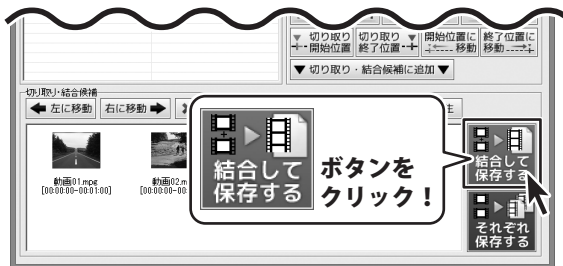 切り取り
開始位置
切り取り
終了位置
開始位置に
移動
終了位置に
移動
▼ 切り取り・結合候補に追加 ▼
切り取り・結合候補
左に移動
右に移動
動画01.mpg
[00:00:00-00:01:00]
動画02.m
[00:00:00-00:
結合して
保存する
ボタンを
クリック！
結合して
保存する
それぞれ
保存する